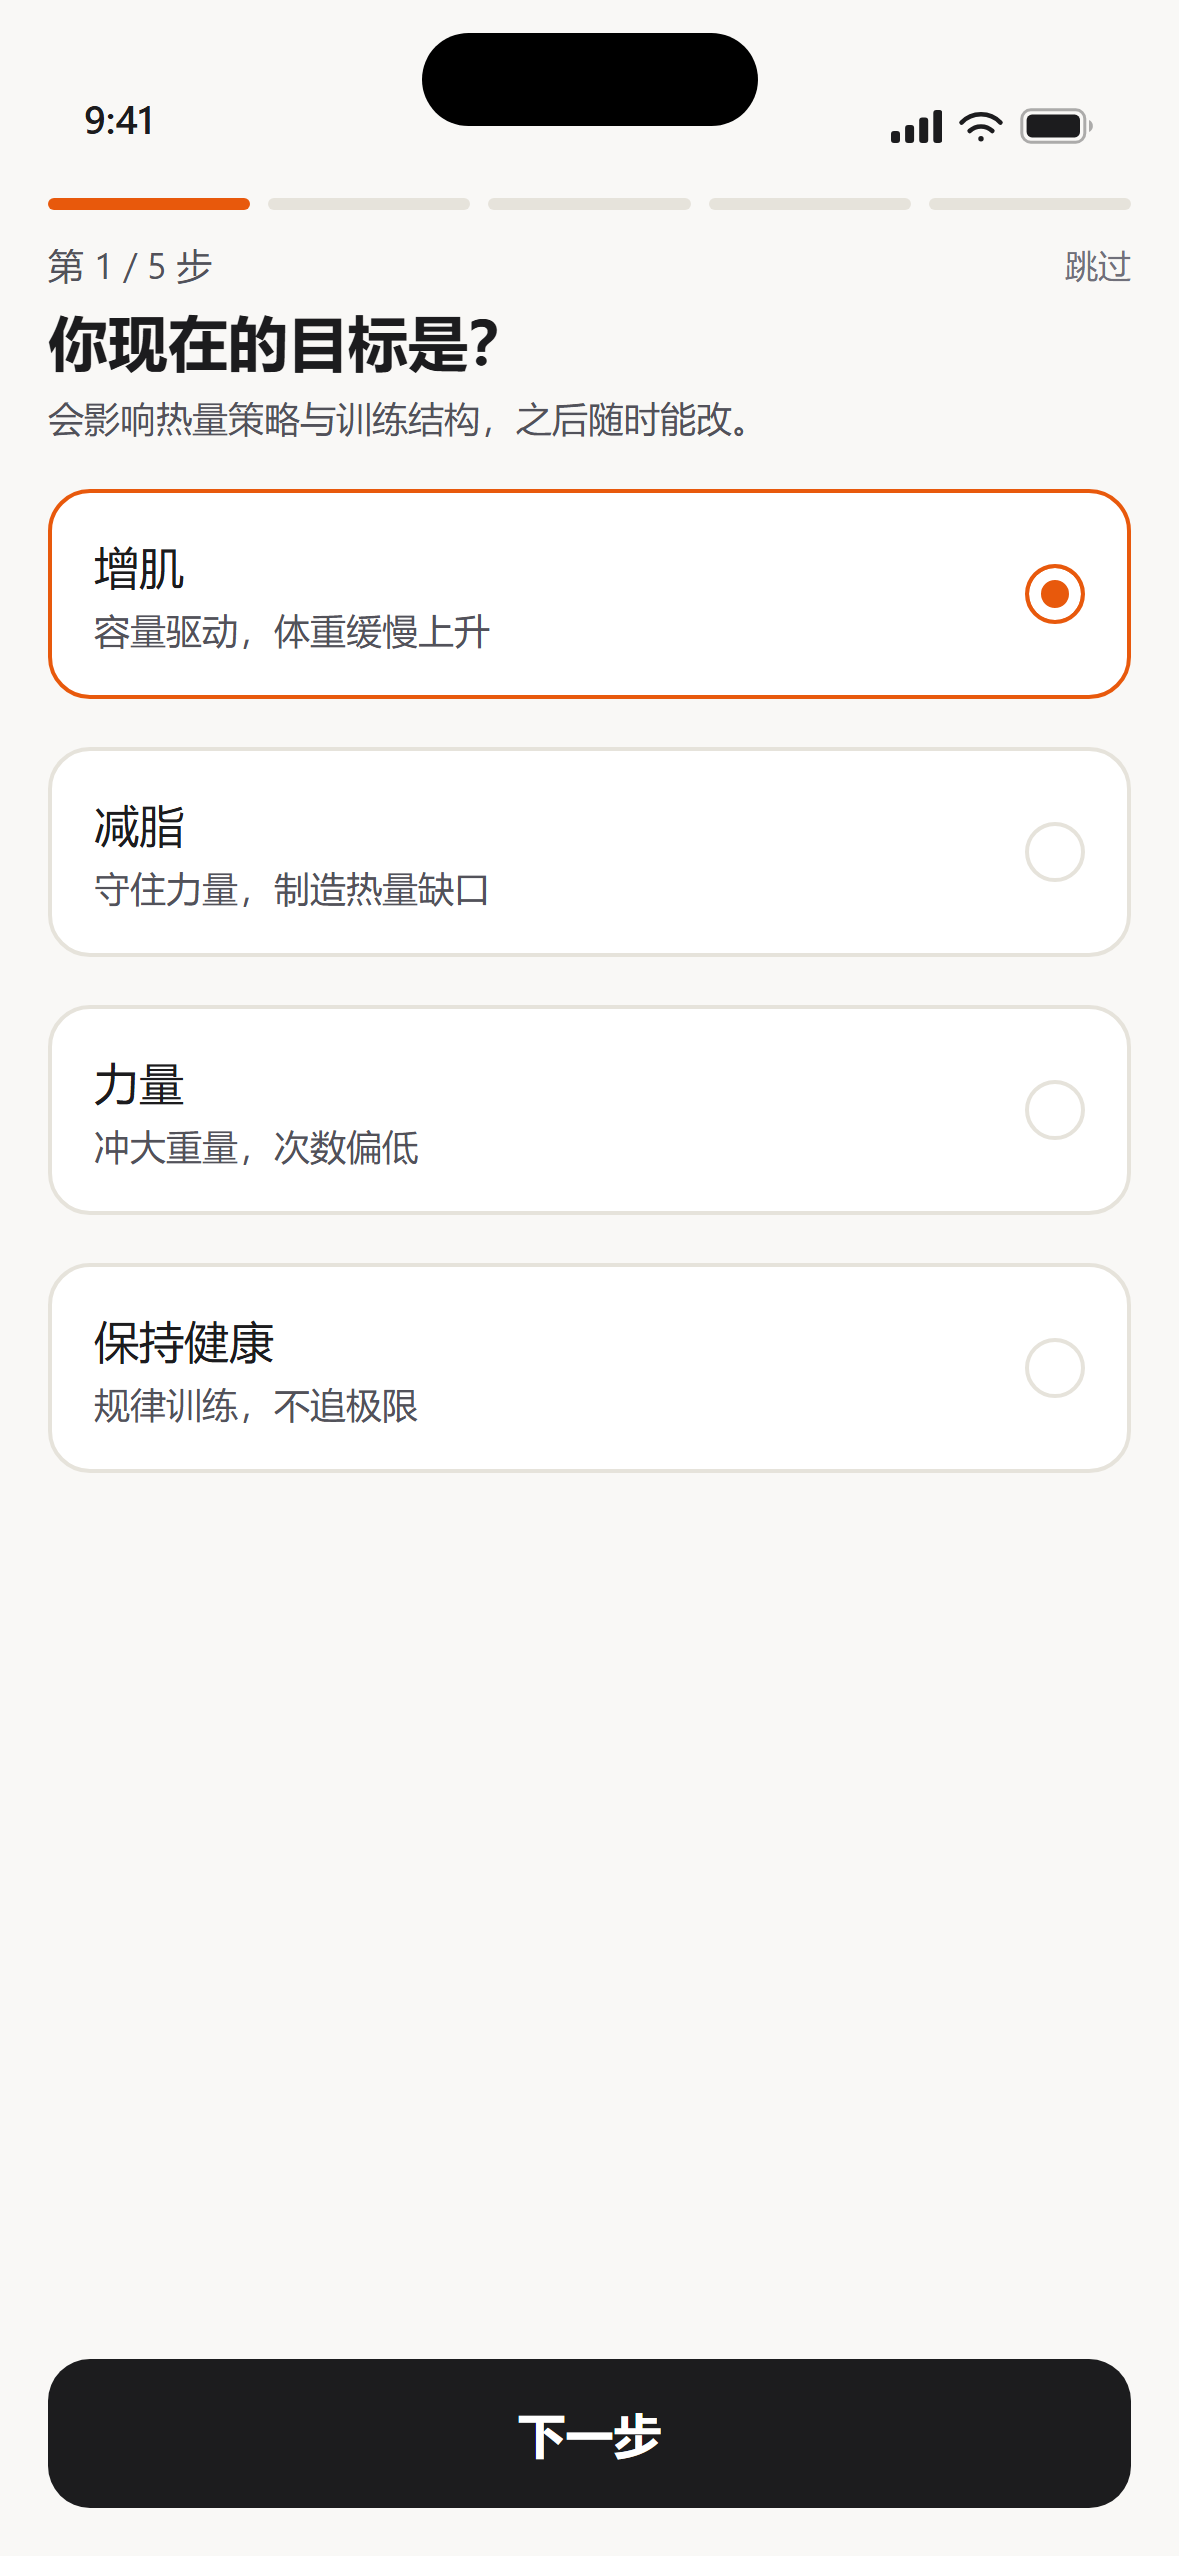 9:41
第 1 / 5 步
跳过
你现在的目标是？
会影响热量策略与训练结构，之后随时能改。
增肌
容量驱动，体重缓慢上升
减脂
守住力量，制造热量缺口
力量
冲大重量，次数偏低
保持健康
规律训练，不追极限
下一步